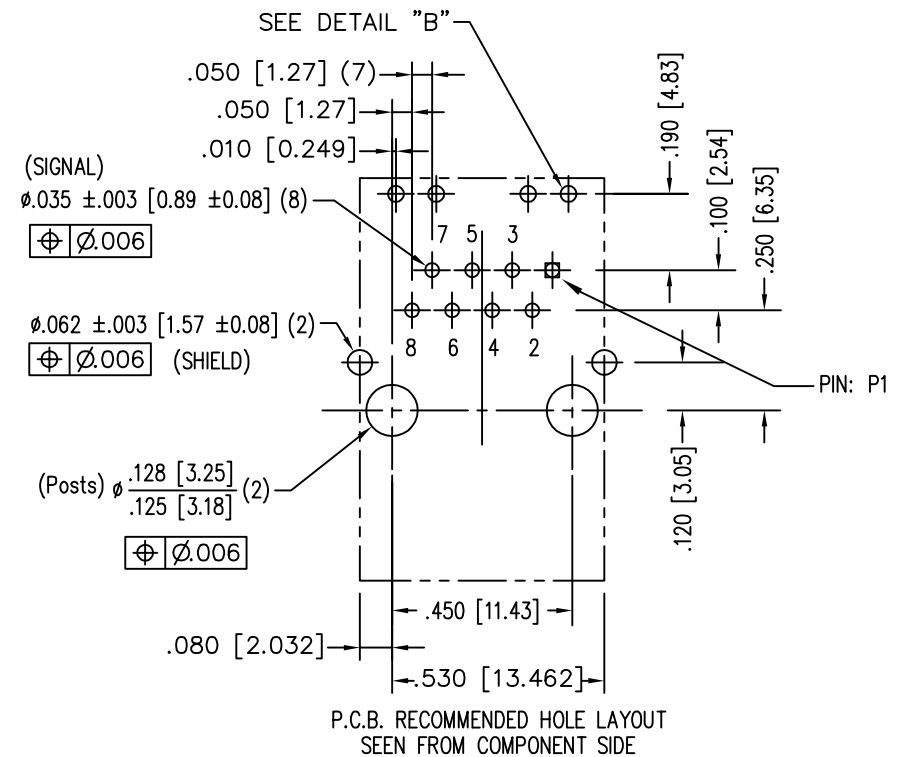 SEE DETAIL "B"
.050 [1.27] (7)
.050 [1.27]
.010 [0.249]
.190 [4.83]
.100 [2.54]
.250 [6.35]
(SIGNAL)
ø.035 ±.003 [0.89 ±0.08] (8)
⌖ Ø.006
7 5 3
ø.062 ±.003 [1.57 ±0.08] (2)
⌖ Ø.006 (SHIELD)
8 6 4 2
PIN: P1
(Posts) ø .128 [3.25] (2)
.125 [3.18]
⌖ Ø.006
.120 [3.05]
.450 [11.43]
.080 [2.032]
.530 [13.462]
P.C.B. RECOMMENDED HOLE LAYOUT
SEEN FROM COMPONENT SIDE